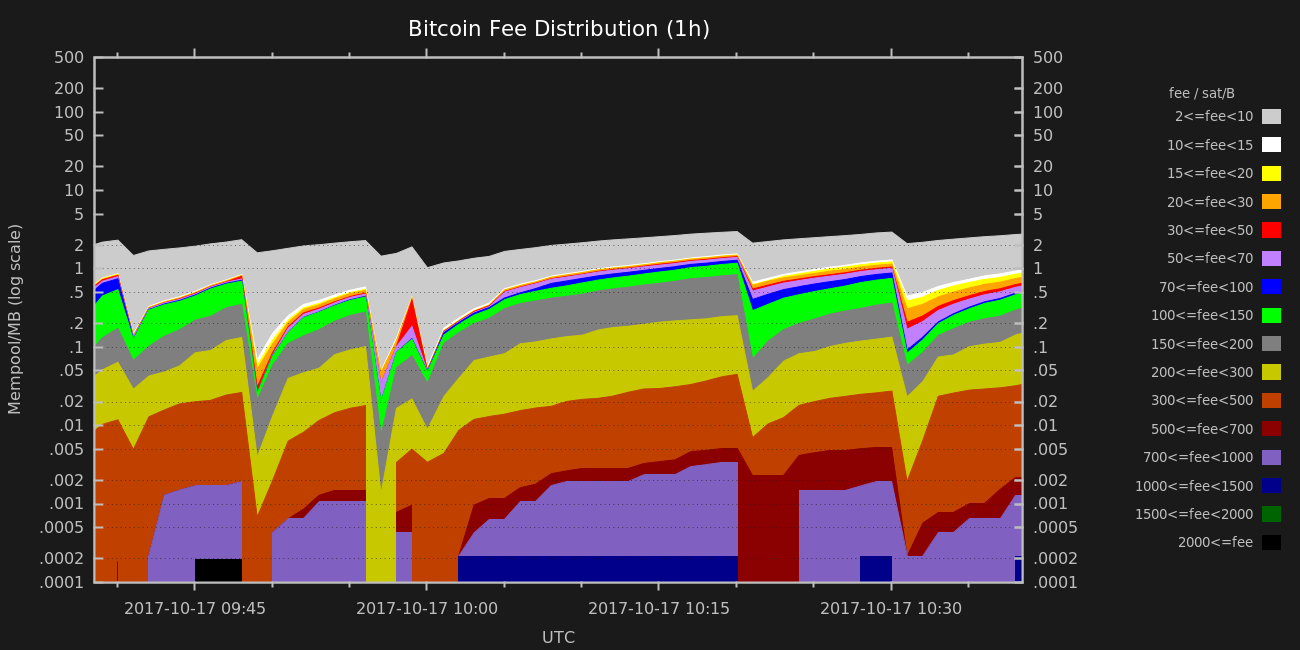 Bitcoin Fee Distribution (1h)
Mempool/MB (log scale)
500
200
100
50
20
10
5
2
1
.5
.2
.1
.05
.02
.01
.005
.002
.001
.0005
.0002
.0001
500
200
100
50
20
10
5
2
1
.5
.2
.1
.05
.02
.01
.005
.002
.001
.0005
.0002
.0001
2017-10-17 09:45
2017-10-17 10:00
2017-10-17 10:15
2017-10-17 10:30
UTC
fee / sat/B
2<=fee<10
10<=fee<15
15<=fee<20
20<=fee<30
30<=fee<50
50<=fee<70
70<=fee<100
100<=fee<150
150<=fee<200
200<=fee<300
300<=fee<500
500<=fee<700
700<=fee<1000
1000<=fee<1500
1500<=fee<2000
2000<=fee